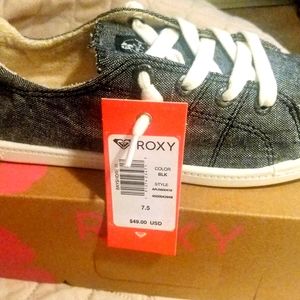 ROXY
COLOR
BLK
STYLE
7.5
$49.00 USD
ROXY